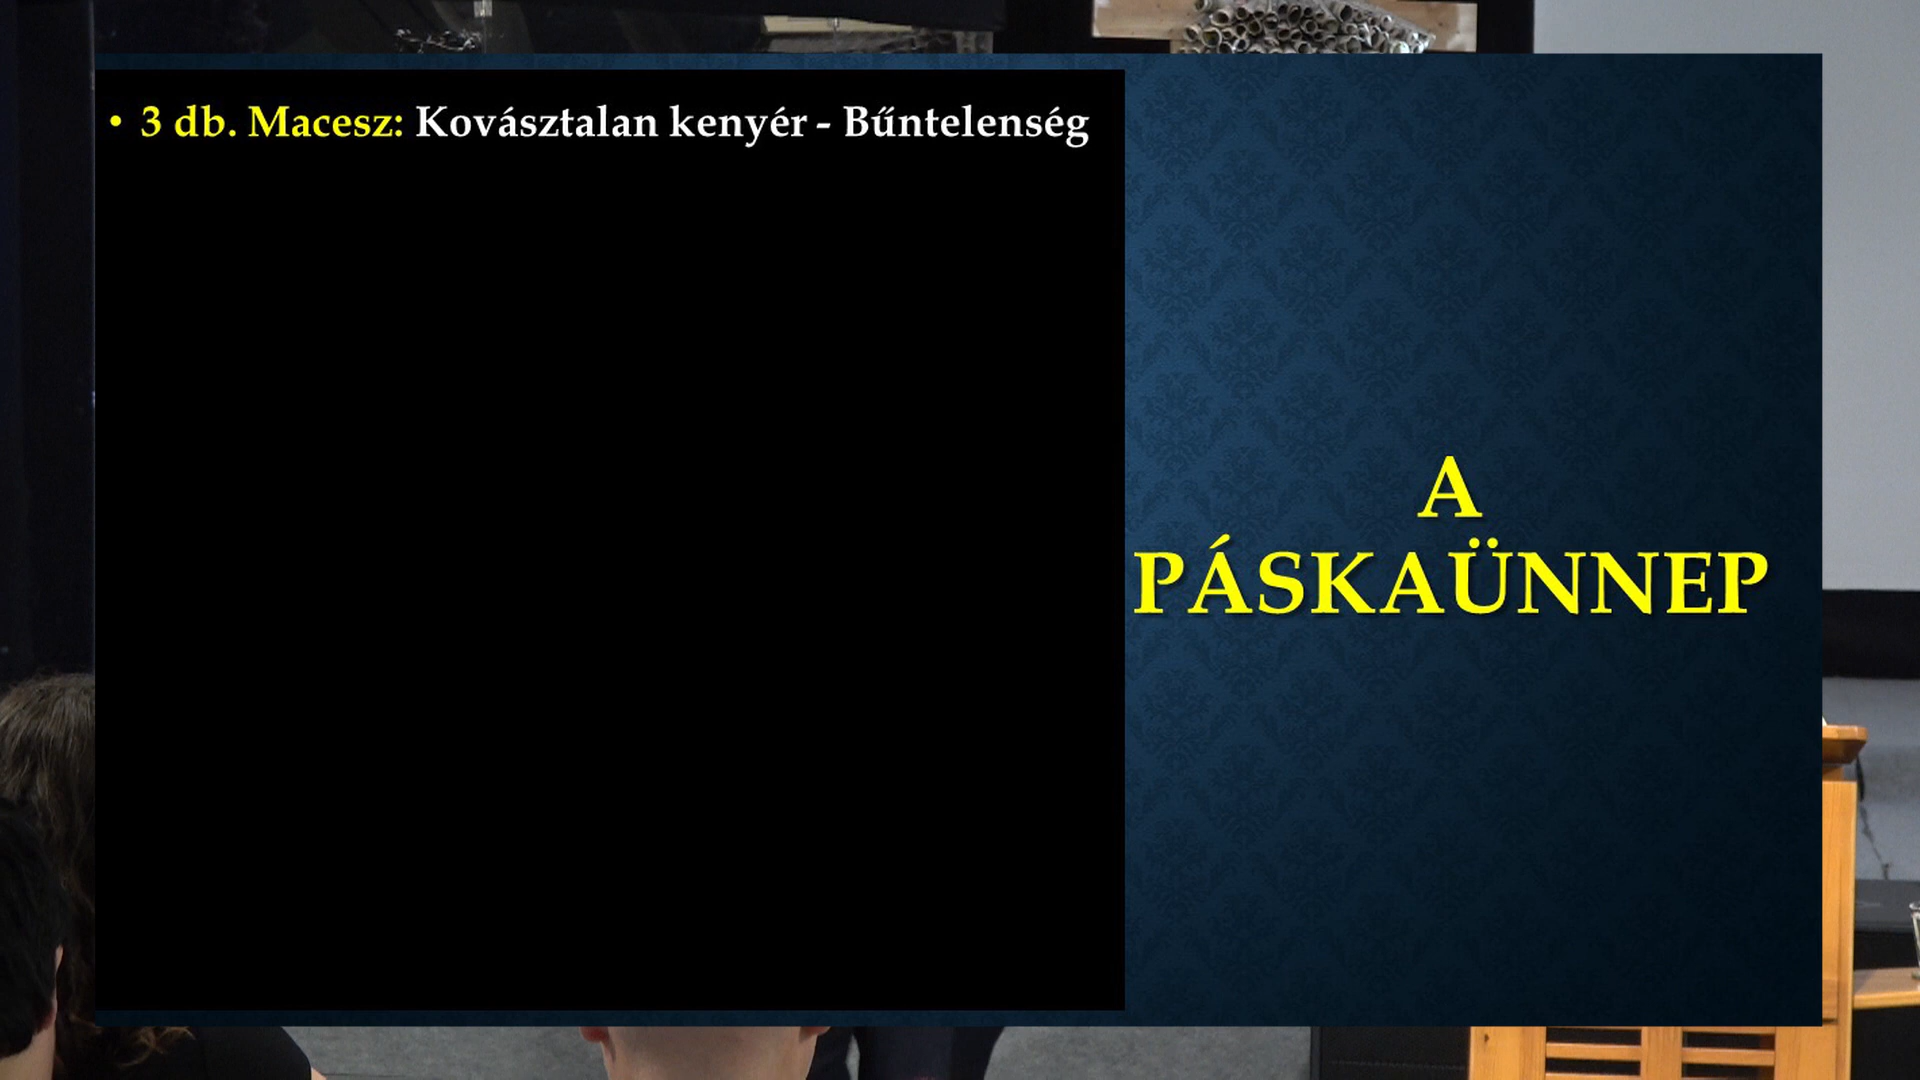 • 3 db. Macesz: Kovásztalan kenyér - Bűntelenség
A
PÁSKAÜNNEP